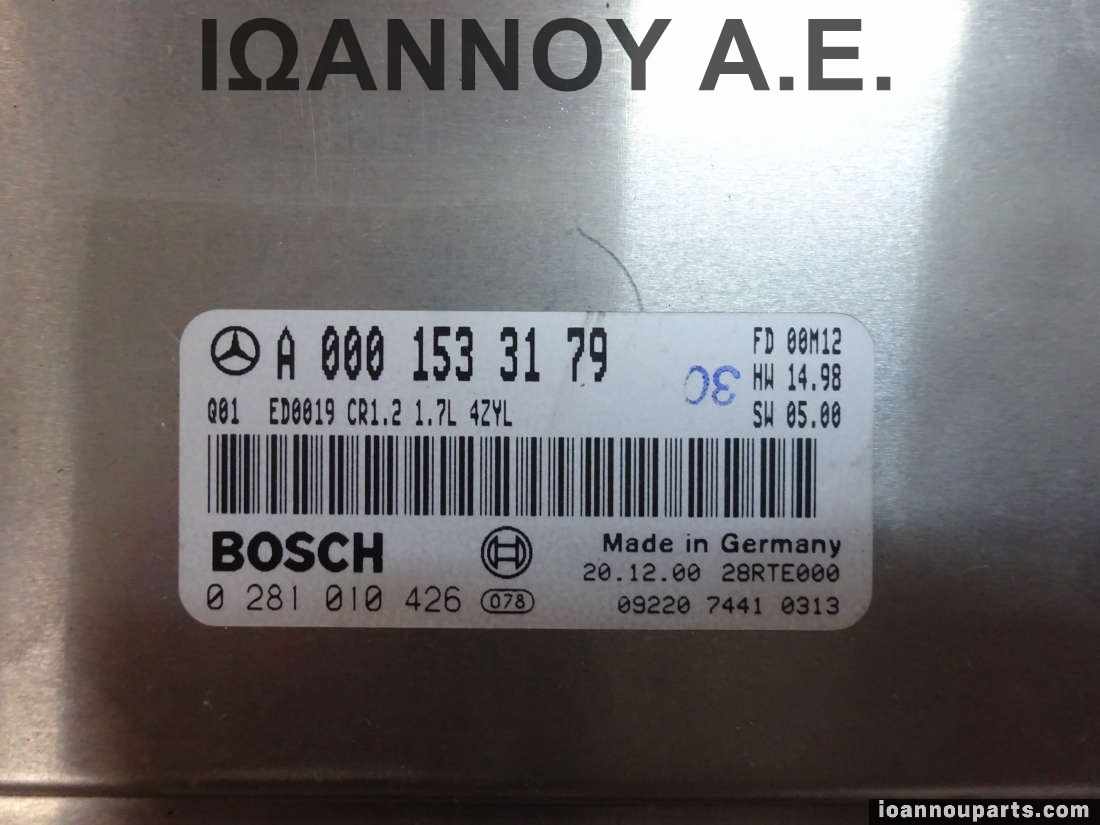 ΙΩΑΝΝΟΥ Α.Ε.
A 000 153 31 79
FD 00M12
3C
HW 14.98
Q01 ED0019 CR1.2 1.7L 4ZYL
SW 05.00
BOSCH
Made in Germany
20.12.00 28RTE000
0 281 010 426 078
09220 7441 0313
ioannouparts.com